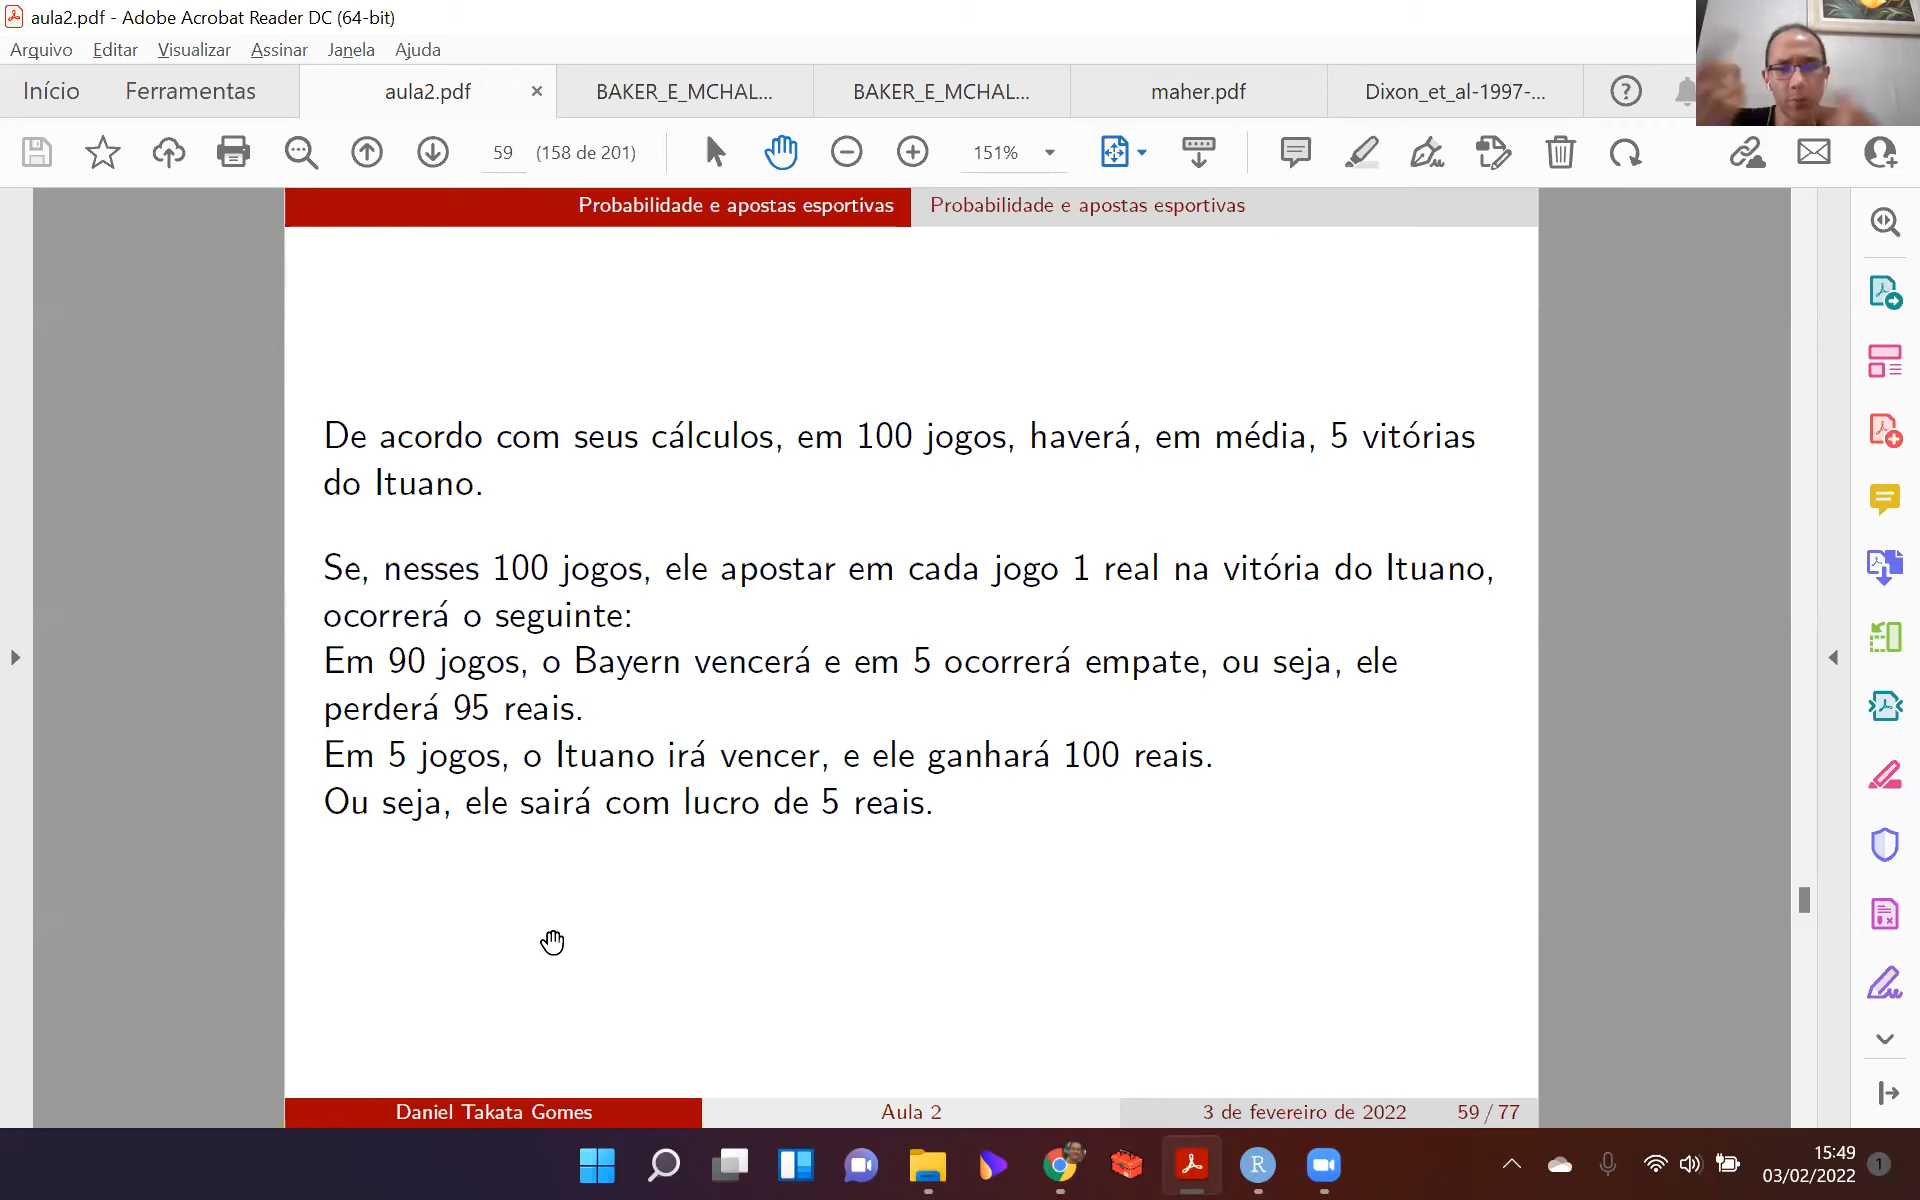 aula2.pdf - Adobe Acrobat Reader DC (64-bit)
Arquivo Editar Visualizar Assinar Janela Ajuda
Início Ferramentas aula2.pdf × BAKER_E_MCHAL... BAKER_E_MCHAL... maher.pdf Dixon_et_al-1997-...
59 (158 de 201) 151%
Probabilidade e apostas esportivas Probabilidade e apostas esportivas
De acordo com seus cálculos, em 100 jogos, haverá, em média, 5 vitórias
do Ituano.
Se, nesses 100 jogos, ele apostar em cada jogo 1 real na vitória do Ituano,
ocorrerá o seguinte:
Em 90 jogos, o Bayern vencerá e em 5 ocorrerá empate, ou seja, ele
perderá 95 reais.
Em 5 jogos, o Ituano irá vencer, e ele ganhará 100 reais.
Ou seja, ele sairá com lucro de 5 reais.
Daniel Takata Gomes Aula 2 3 de fevereiro de 2022 59 / 77
15:49
03/02/2022 1